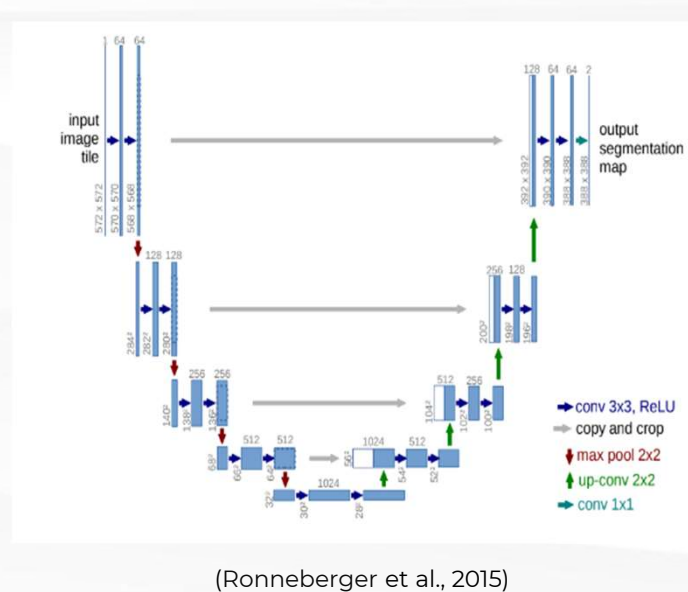 1 64 64
128 64 64 2
input
image
tile
output
segmentation
map
572 x 572
570 x 570
568 x 568
392 x 392
390 x 390
388 x 388
388 x 388
128 128
256 128
284²
282²
280²
200²
198²
196²
256 256
512 256
140²
138²
136²
104²
102²
100²
conv 3x3, ReLU
copy and crop
max pool 2x2
up-conv 2x2
conv 1x1
512 512
1024 512
68²
66²
64²
56²
54²
52²
1024
32²
30²
28²
(Ronneberger et al., 2015)